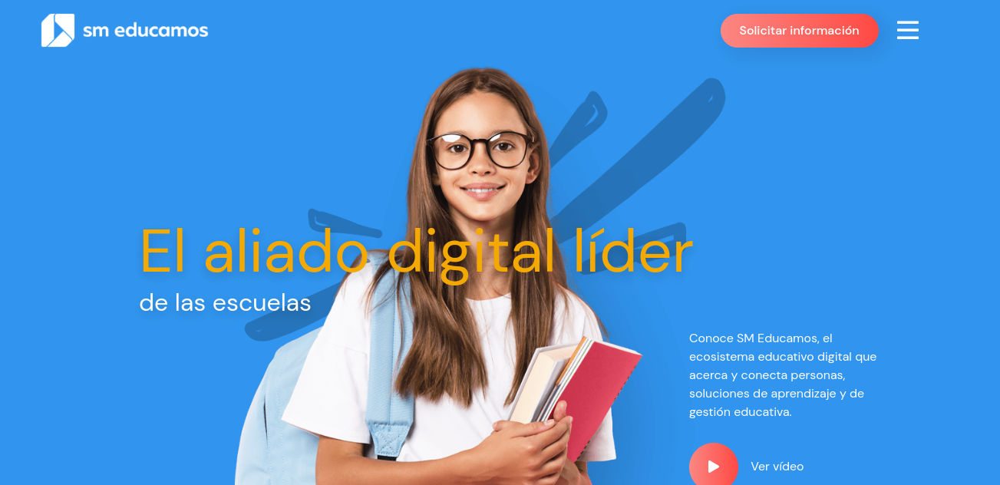 sm educamos
Solicitar información
El aliado digital líder
de las escuelas
Conoce SM Educamos, el
ecosistema educativo digital que
acerca y conecta personas,
soluciones de aprendizaje y de
gestión educativa.
Ver vídeo